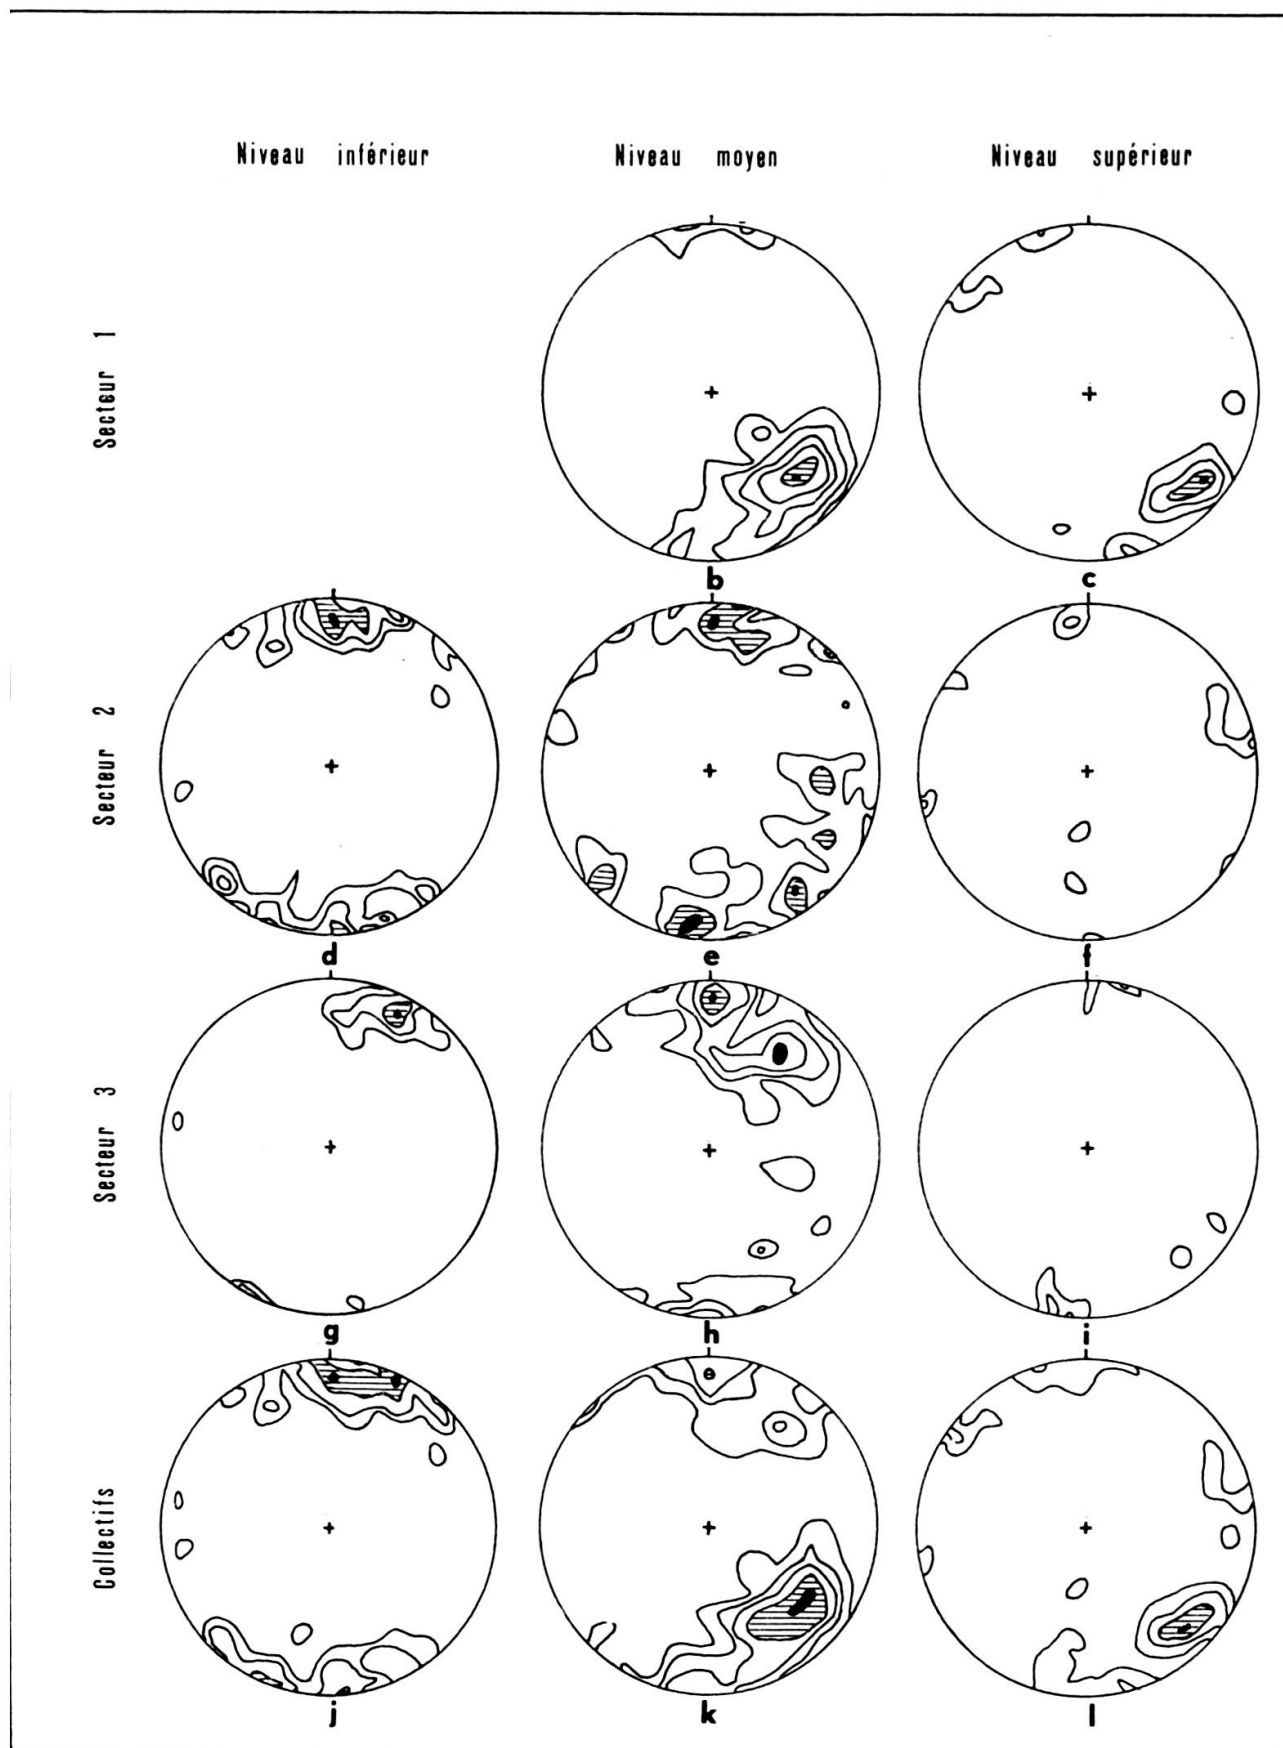 Niveau inférieur
Niveau moyen
Niveau supérieur
Secteur 1
b
c
Secteur 2
d
e
f
Secteur 3
g
h
i
Collectifs
j
k
l